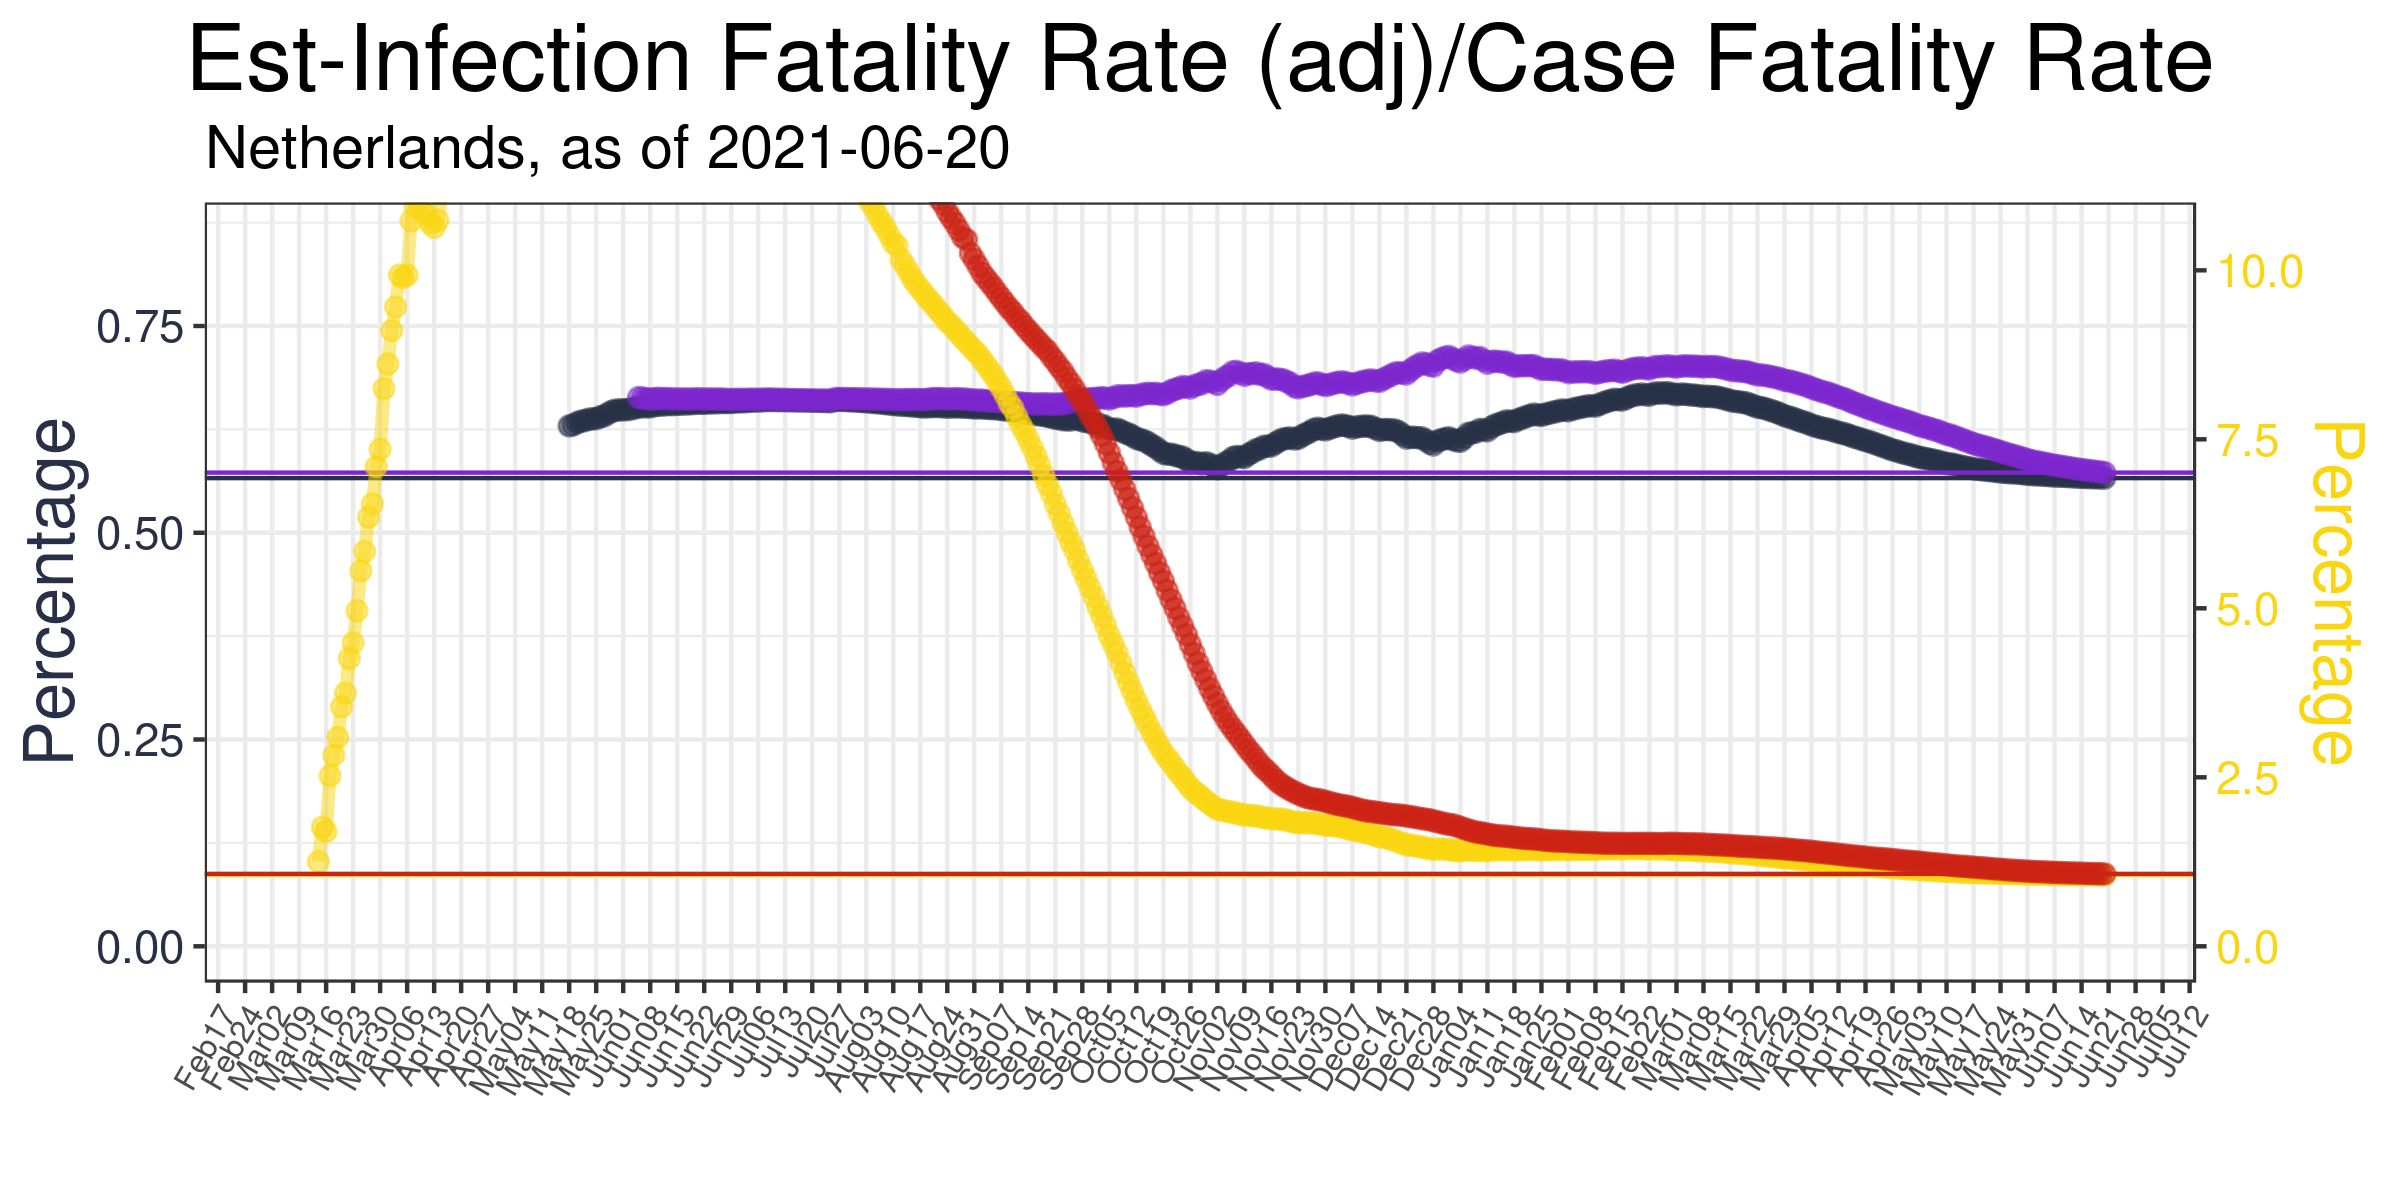 Est-Infection Fatality Rate (adj)/Case Fatality Rate
Netherlands, as of 2021-06-20
Percentage
0.75
0.50
0.25
0.00
10.0
7.5
5.0
2.5
0.0
Percentage
Feb17
Feb24
Mar02
Mar09
Mar16
Mar23
Mar30
Apr06
Apr13
Apr20
Apr27
May04
May11
May18
May25
Jun01
Jun08
Jun15
Jun22
Jun29
Jul06
Jul13
Jul20
Jul27
Aug03
Aug10
Aug17
Aug24
Aug31
Sep07
Sep14
Sep21
Sep28
Oct05
Oct12
Oct19
Oct26
Nov02
Nov09
Nov16
Nov23
Nov30
Dec07
Dec14
Dec21
Dec28
Jan04
Jan11
Jan18
Jan25
Feb01
Feb08
Feb15
Feb22
Mar01
Mar08
Mar15
Mar22
Mar29
Apr05
Apr12
Apr19
Apr26
May03
May10
May17
May24
May31
Jun07
Jun14
Jun21
Jun28
Jul05
Jul12